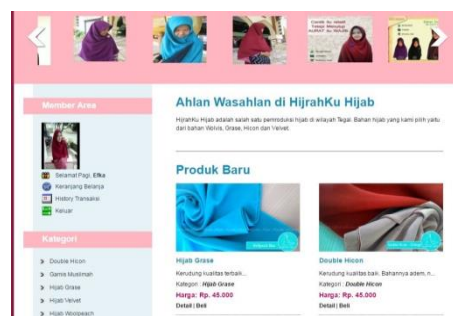 Member Area
Selamat Pagi, Efka
Keranjang Belanja
History Transaksi
Keluar
Kategori
Double Hicon
Gamis Muslimah
Hijab Grase
Hijab Velvet
Hijab Woolpeach
Ahlan Wasahlan di HijrahKu Hijab
HijrahKu Hijab adalah salah satu pemroduksi hijab di wilayah Tegal. Bahan hijab yang kami pilih yaitu
dari bahan Wolvis, Grase, Hicon dan Velvet.
Produk Baru
Hijab Grase
Kerudung kualitas terbaik...
Kategori : Hijab Grase
Harga: Rp. 45.000
Detail | Beli
Double Hicon
Kerudung kualitas baik. Bahannya adem, n...
Kategori : Double Hicon
Harga: Rp. 45.000
Detail | Beli